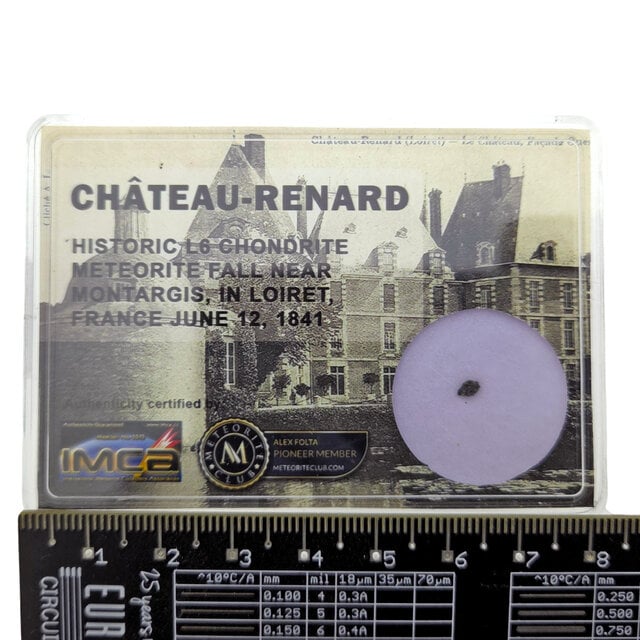 Château-Renard (Loiret) — Le Château, Façade
CHÂTEAU-RENARD
HISTORIC L6 CHONDRITE
METEORITE FALL NEAR
MONTARGIS, IN LOIRET,
FRANCE JUNE 12, 1841
Authenticity certified by
IMCA
METEORITE
CLUB
M
ALEX FOLTA
PIONEER MEMBER
METEORITECLUB.COM
1 2 3 4 5 6 7 8
25 years
CIRCU
EUR
^10°C/A mm mil 18µm 35µm 70µm
0.100 4 0.3A
0.125 5 0.3A
0.150 6 0.4A
^10°C/A mm
0.250
0.500
0.750